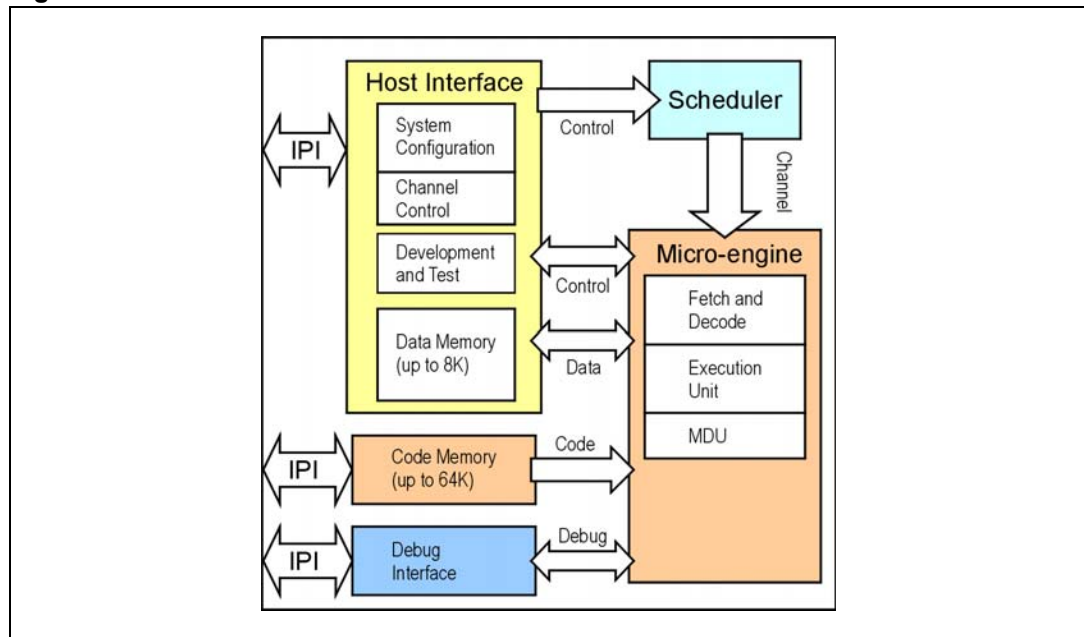 Host Interface
System
Configuration
Channel
Control
Development
and Test
Data Memory
(up to 8K)
IPI
Control
Scheduler
Channel
Control
Data
Micro-engine
Fetch and
Decode
Execution
Unit
MDU
IPI
Code Memory
(up to 64K)
Code
IPI
Debug
Interface
Debug